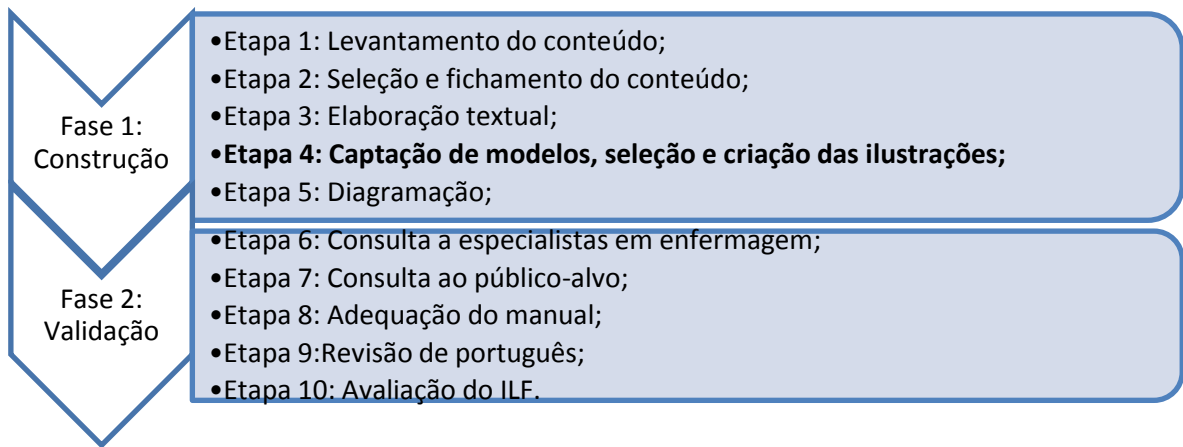 Fase 1:
Construção
•Etapa 1: Levantamento do conteúdo;
•Etapa 2: Seleção e fichamento do conteúdo;
•Etapa 3: Elaboração textual;
•Etapa 4: Captação de modelos, seleção e criação das ilustrações;
•Etapa 5: Diagramação;
Fase 2:
Validação
•Etapa 6: Consulta a especialistas em enfermagem;
•Etapa 7: Consulta ao público-alvo;
•Etapa 8: Adequação do manual;
•Etapa 9:Revisão de português;
•Etapa 10: Avaliação do ILF.